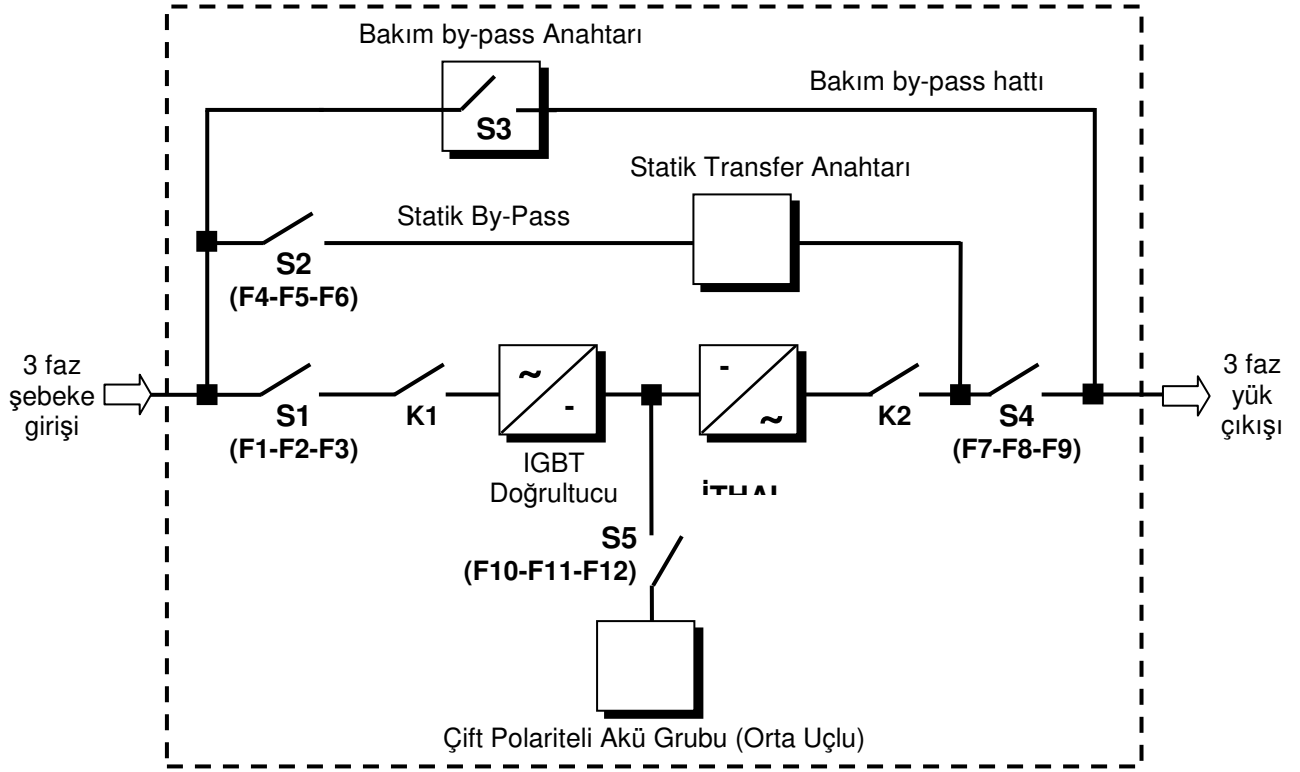 Bakım by-pass Anahtarı
Bakım by-pass hattı
S3
Statik Transfer Anahtarı
Statik By-Pass
S2
(F4-F5-F6)
3 faz
şebeke
girişi
~
-
-
~
3 faz
yük
çıkışı
S1
(F1-F2-F3)
K1
K2
S4
(F7-F8-F9)
IGBT
Doğrultucu
S5
(F10-F11-F12)
Çift Polariteli Akü Grubu (Orta Uçlu)